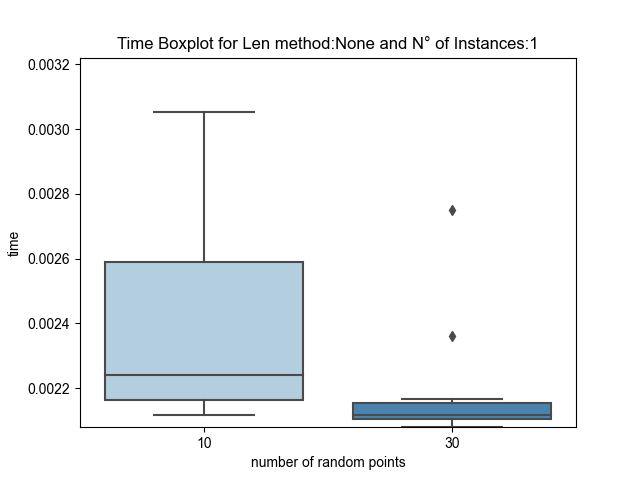 Time Boxplot for Len method:None and N° of Instances:1
0.0032
0.0030
0.0028
0.0026
0.0024
0.0022
time
10
30
number of random points